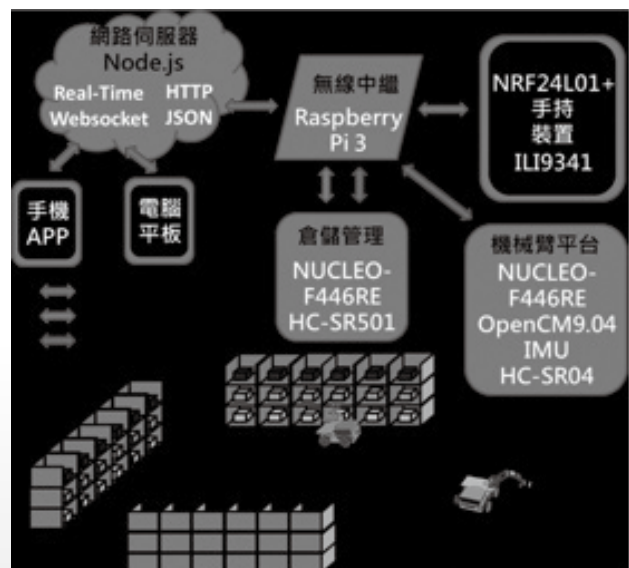 網路伺服器
Node.js
Real-Time HTTP
Websocket JSON
無線中繼
Raspberry
Pi 3
NRF24L01+
手持
裝置
ILI9341
手機
APP
電腦
平板
倉儲管理
NUCLEO-
F446RE
HC-SR501
機械臂平台
NUCLEO-
F446RE
OpenCM9.04
IMU
HC-SR04